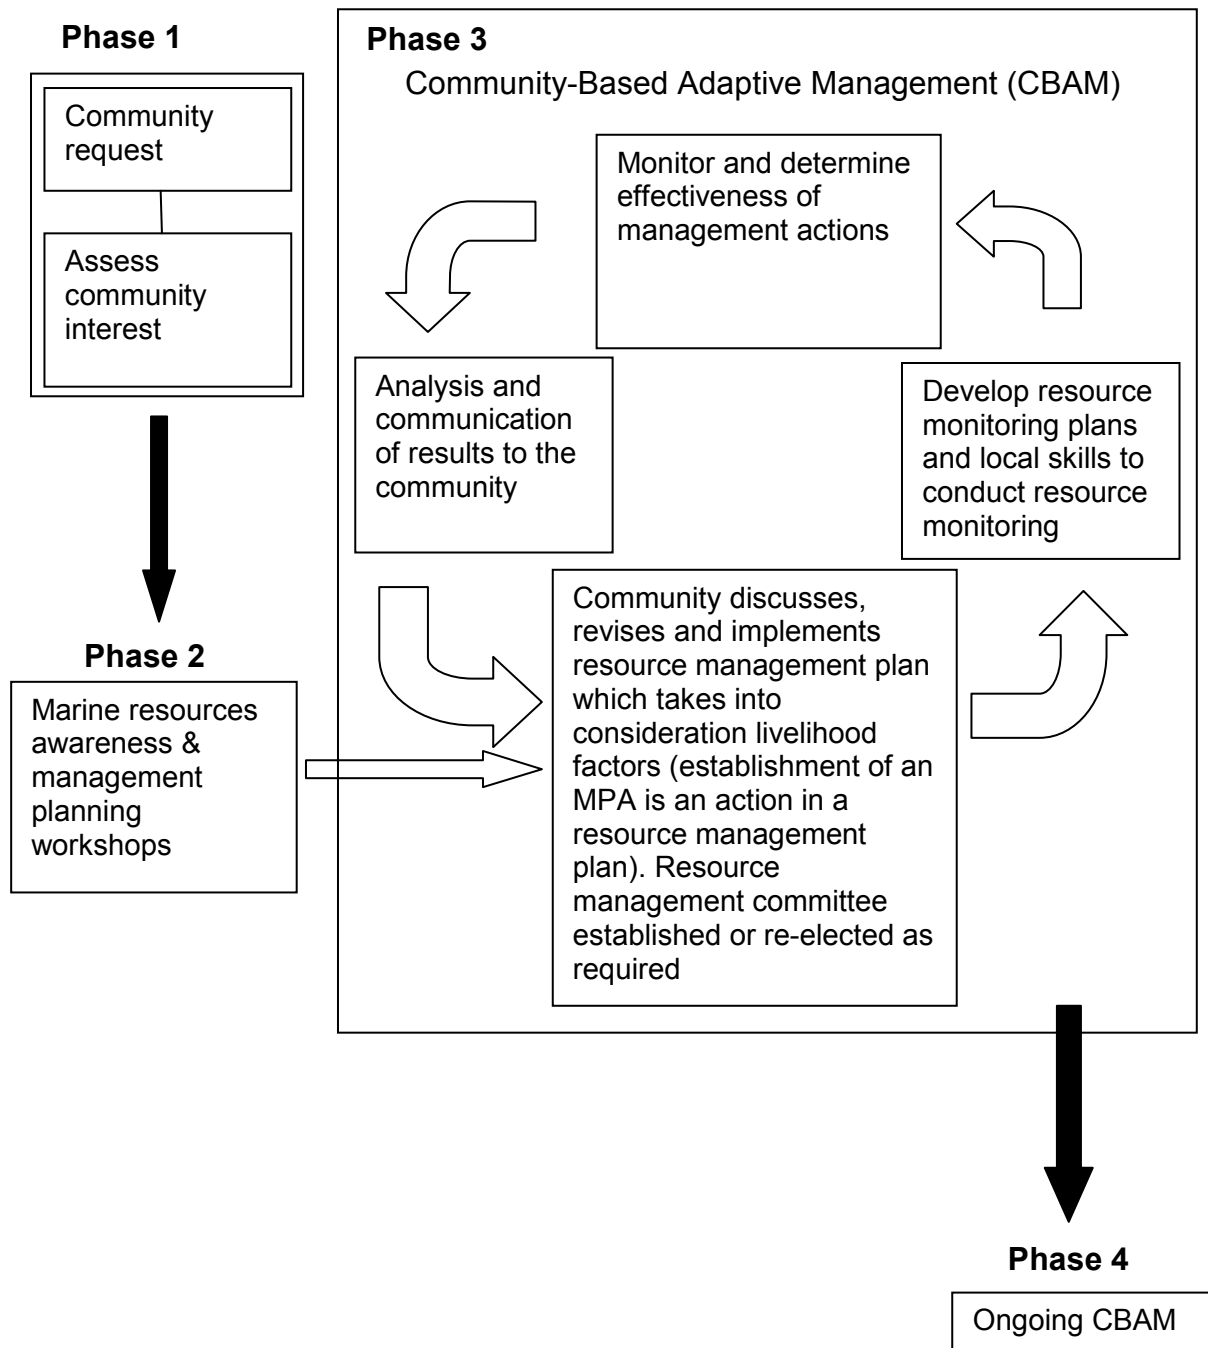 Phase 1
Community
request
Assess
community
interest
Phase 2
Marine resources
awareness &
management
planning
workshops
Phase 3
Community-Based Adaptive Management (CBAM)
Monitor and determine
effectiveness of
management actions
Analysis and
communication
of results to the
community
Develop resource
monitoring plans
and local skills to
conduct resource
monitoring
Community discusses,
revises and implements
resource management plan
which takes into
consideration livelihood
factors (establishment of an
MPA is an action in a
resource management
plan). Resource
management committee
established or re-elected as
required
Phase 4
Ongoing CBAM